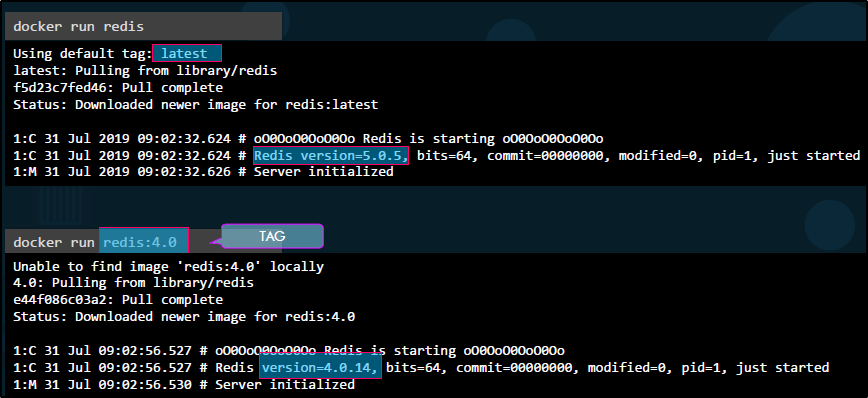 docker run redis
Using default tag: latest
latest: Pulling from library/redis
f5d23c7fed46: Pull complete
Status: Downloaded newer image for redis:latest
1:C 31 Jul 2019 09:02:32.624 # oO0OoO0OoO0Oo Redis is starting oO0OoO0OoO0Oo
1:C 31 Jul 2019 09:02:32.624 # Redis version=5.0.5, bits=64, commit=00000000, modified=0, pid=1, just started
1:M 31 Jul 2019 09:02:32.626 # Server initialized
docker run redis:4.0
TAG
Unable to find image 'redis:4.0' locally
4.0: Pulling from library/redis
e44f086c03a2: Pull complete
Status: Downloaded newer image for redis:4.0
1:C 31 Jul 09:02:56.527 # oO0OoO0OoO0Oo Redis is starting oO0OoO0OoO0Oo
1:C 31 Jul 09:02:56.527 # Redis version=4.0.14, bits=64, commit=00000000, modified=0, pid=1, just started
1:M 31 Jul 09:02:56.530 # Server initialized